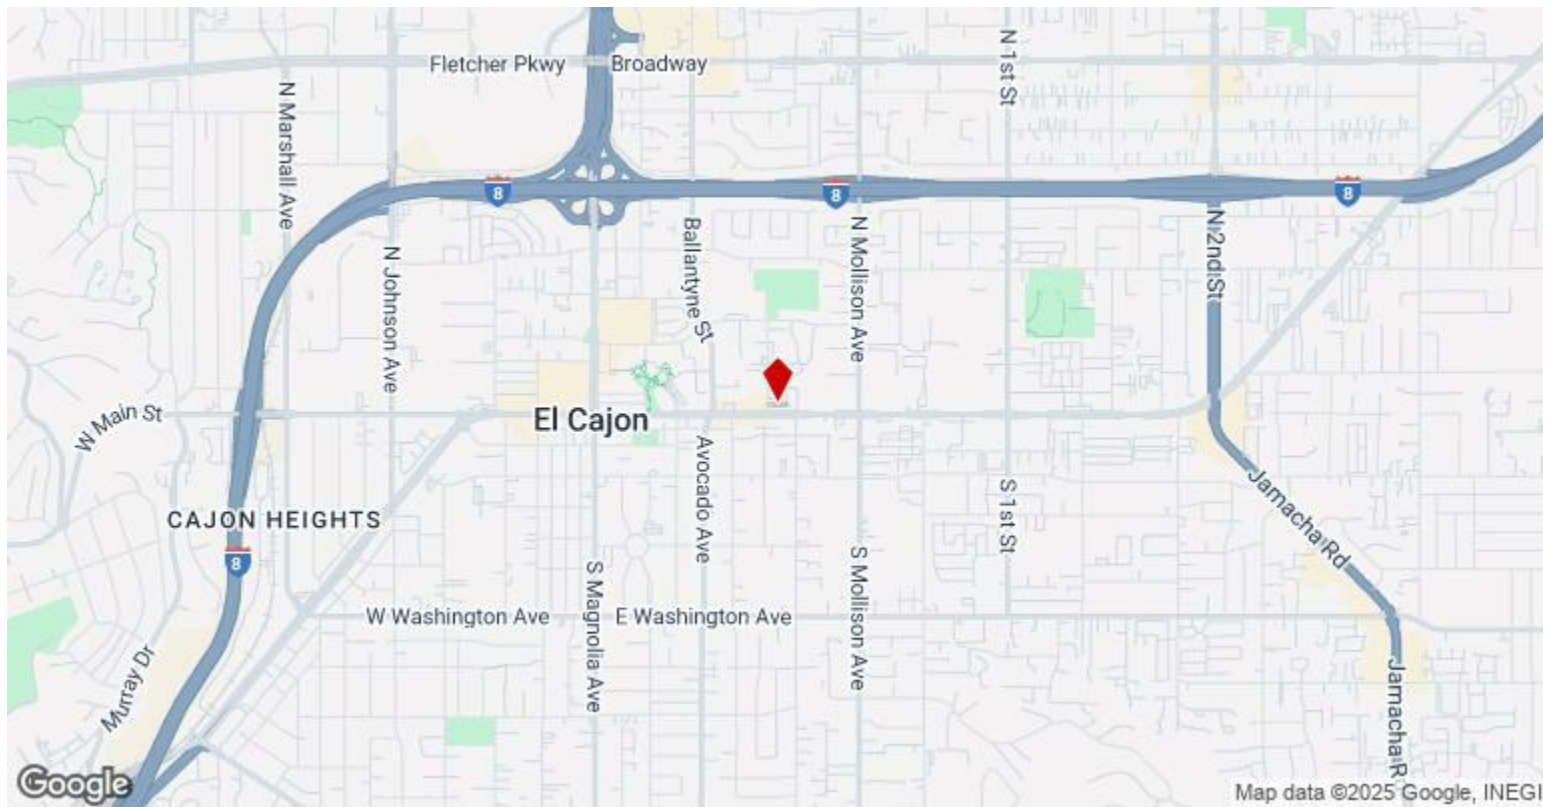 Fletcher Pkwy
Broadway
N 1st St
N Marshall Ave
8
8
8
N Johnson Ave
Ballantyne St
N Mollison Ave
N 2nd St
W Main St
El Cajon
Avocado Ave
CAJON HEIGHTS
S 1st St
Jamacha Rd
8
S Magnolia Ave
S Mollison Ave
W Washington Ave
E Washington Ave
Murray Dr
Jamacha R
Google
Map data ©2025 Google, INEGI